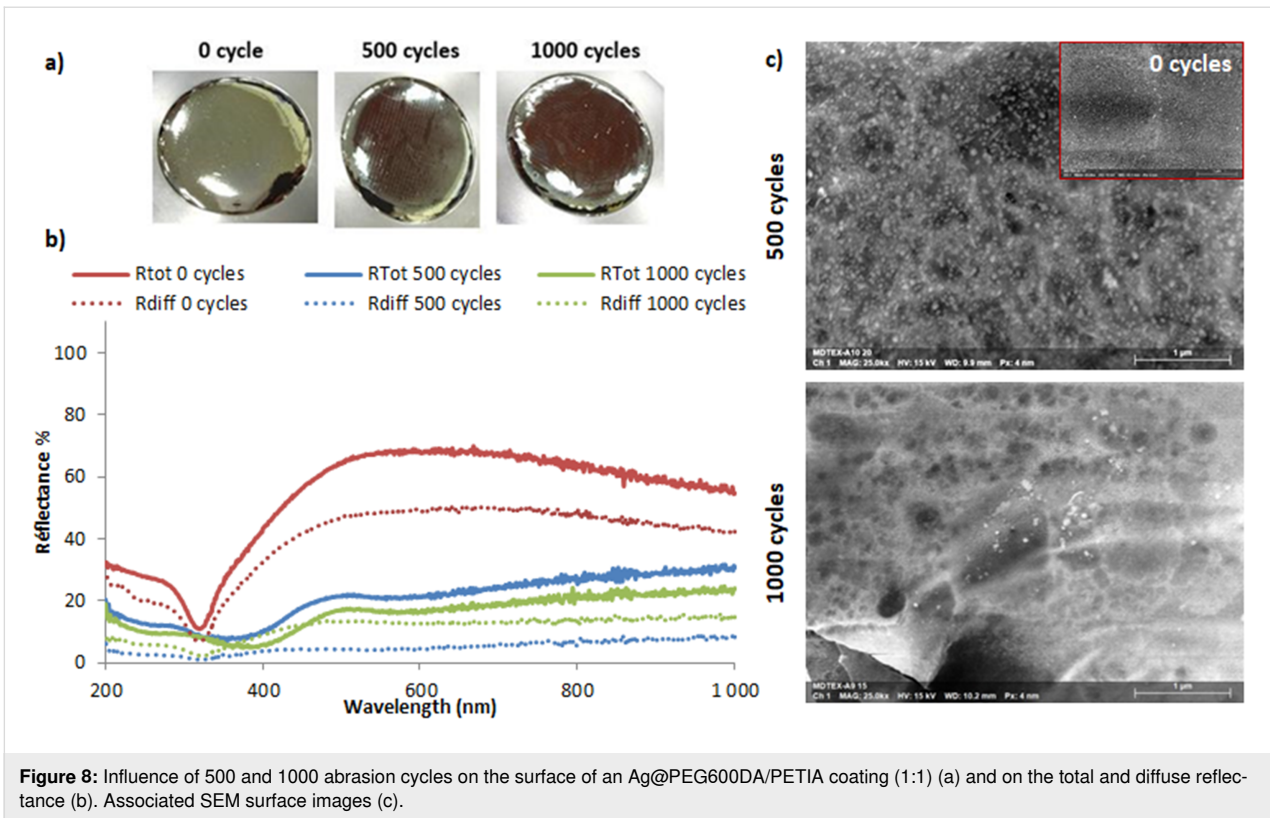 a)
0 cycle
500 cycles
1000 cycles
b)
Rtot 0 cycles
RTot 500 cycles
RTot 1000 cycles
Rdiff 0 cycles
Rdiff 500 cycles
Rdiff 1000 cycles
Réflectance %
100
80
60
40
20
0
200
400
600
800
1 000
Wavelength (nm)
c)
0 cycles
500 cycles
MDTEX-A10 20
Ch 1 MAG: 25.0kx HV: 15 kV WD: 9.9 mm Px: 4 nm
1 µm
1000 cycles
MDTEX-A9 15
Ch 1 MAG: 25.0kx HV: 15 kV WD: 10.2 mm Px: 4 nm
1 µm
Figure 8: Influence of 500 and 1000 abrasion cycles on the surface of an Ag@PEG600DA/PETIA coating (1:1) (a) and on the total and diffuse reflec-
tance (b). Associated SEM surface images (c).